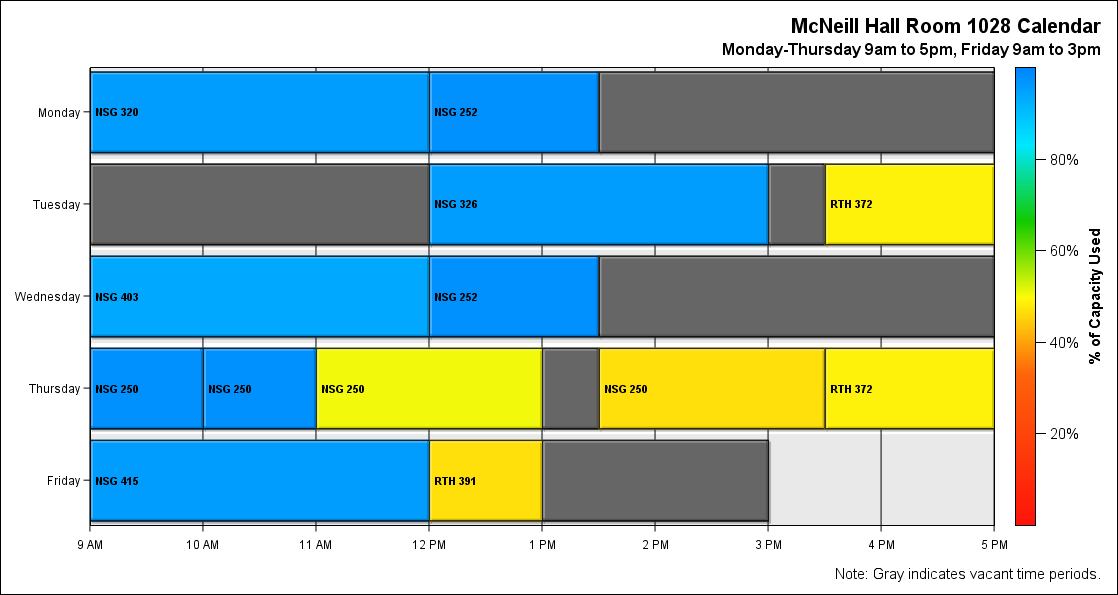 McNeill Hall Room 1028 Calendar
Monday-Thursday 9am to 5pm, Friday 9am to 3pm
Monday
NSG 320
NSG 252
Tuesday
NSG 326
RTH 372
Wednesday
NSG 403
NSG 252
Thursday
NSG 250
NSG 250
NSG 250
NSG 250
RTH 372
Friday
NSG 415
RTH 391
9 AM
10 AM
11 AM
12 PM
1 PM
2 PM
3 PM
4 PM
5 PM
80%
60%
40%
20%
% of Capacity Used
Note: Gray indicates vacant time periods.